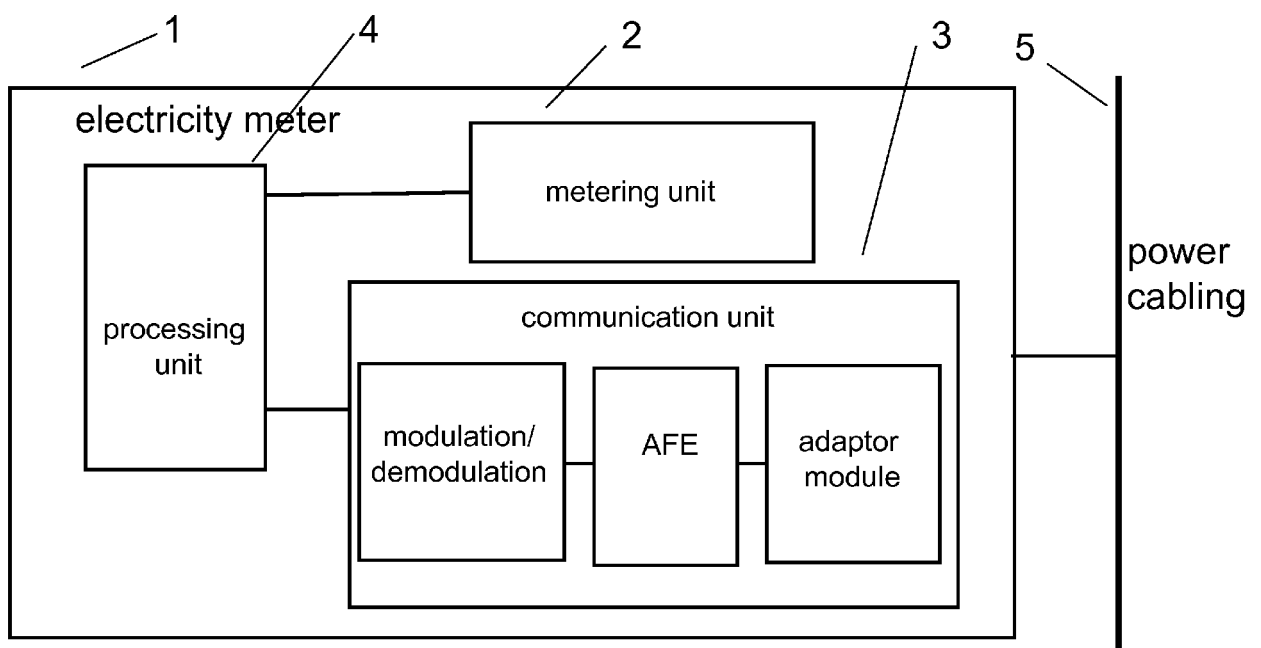 1
4
2
3
5
electricity meter
metering unit
power
cabling
processing
unit
communication unit
modulation/
demodulation
AFE
adaptor
module